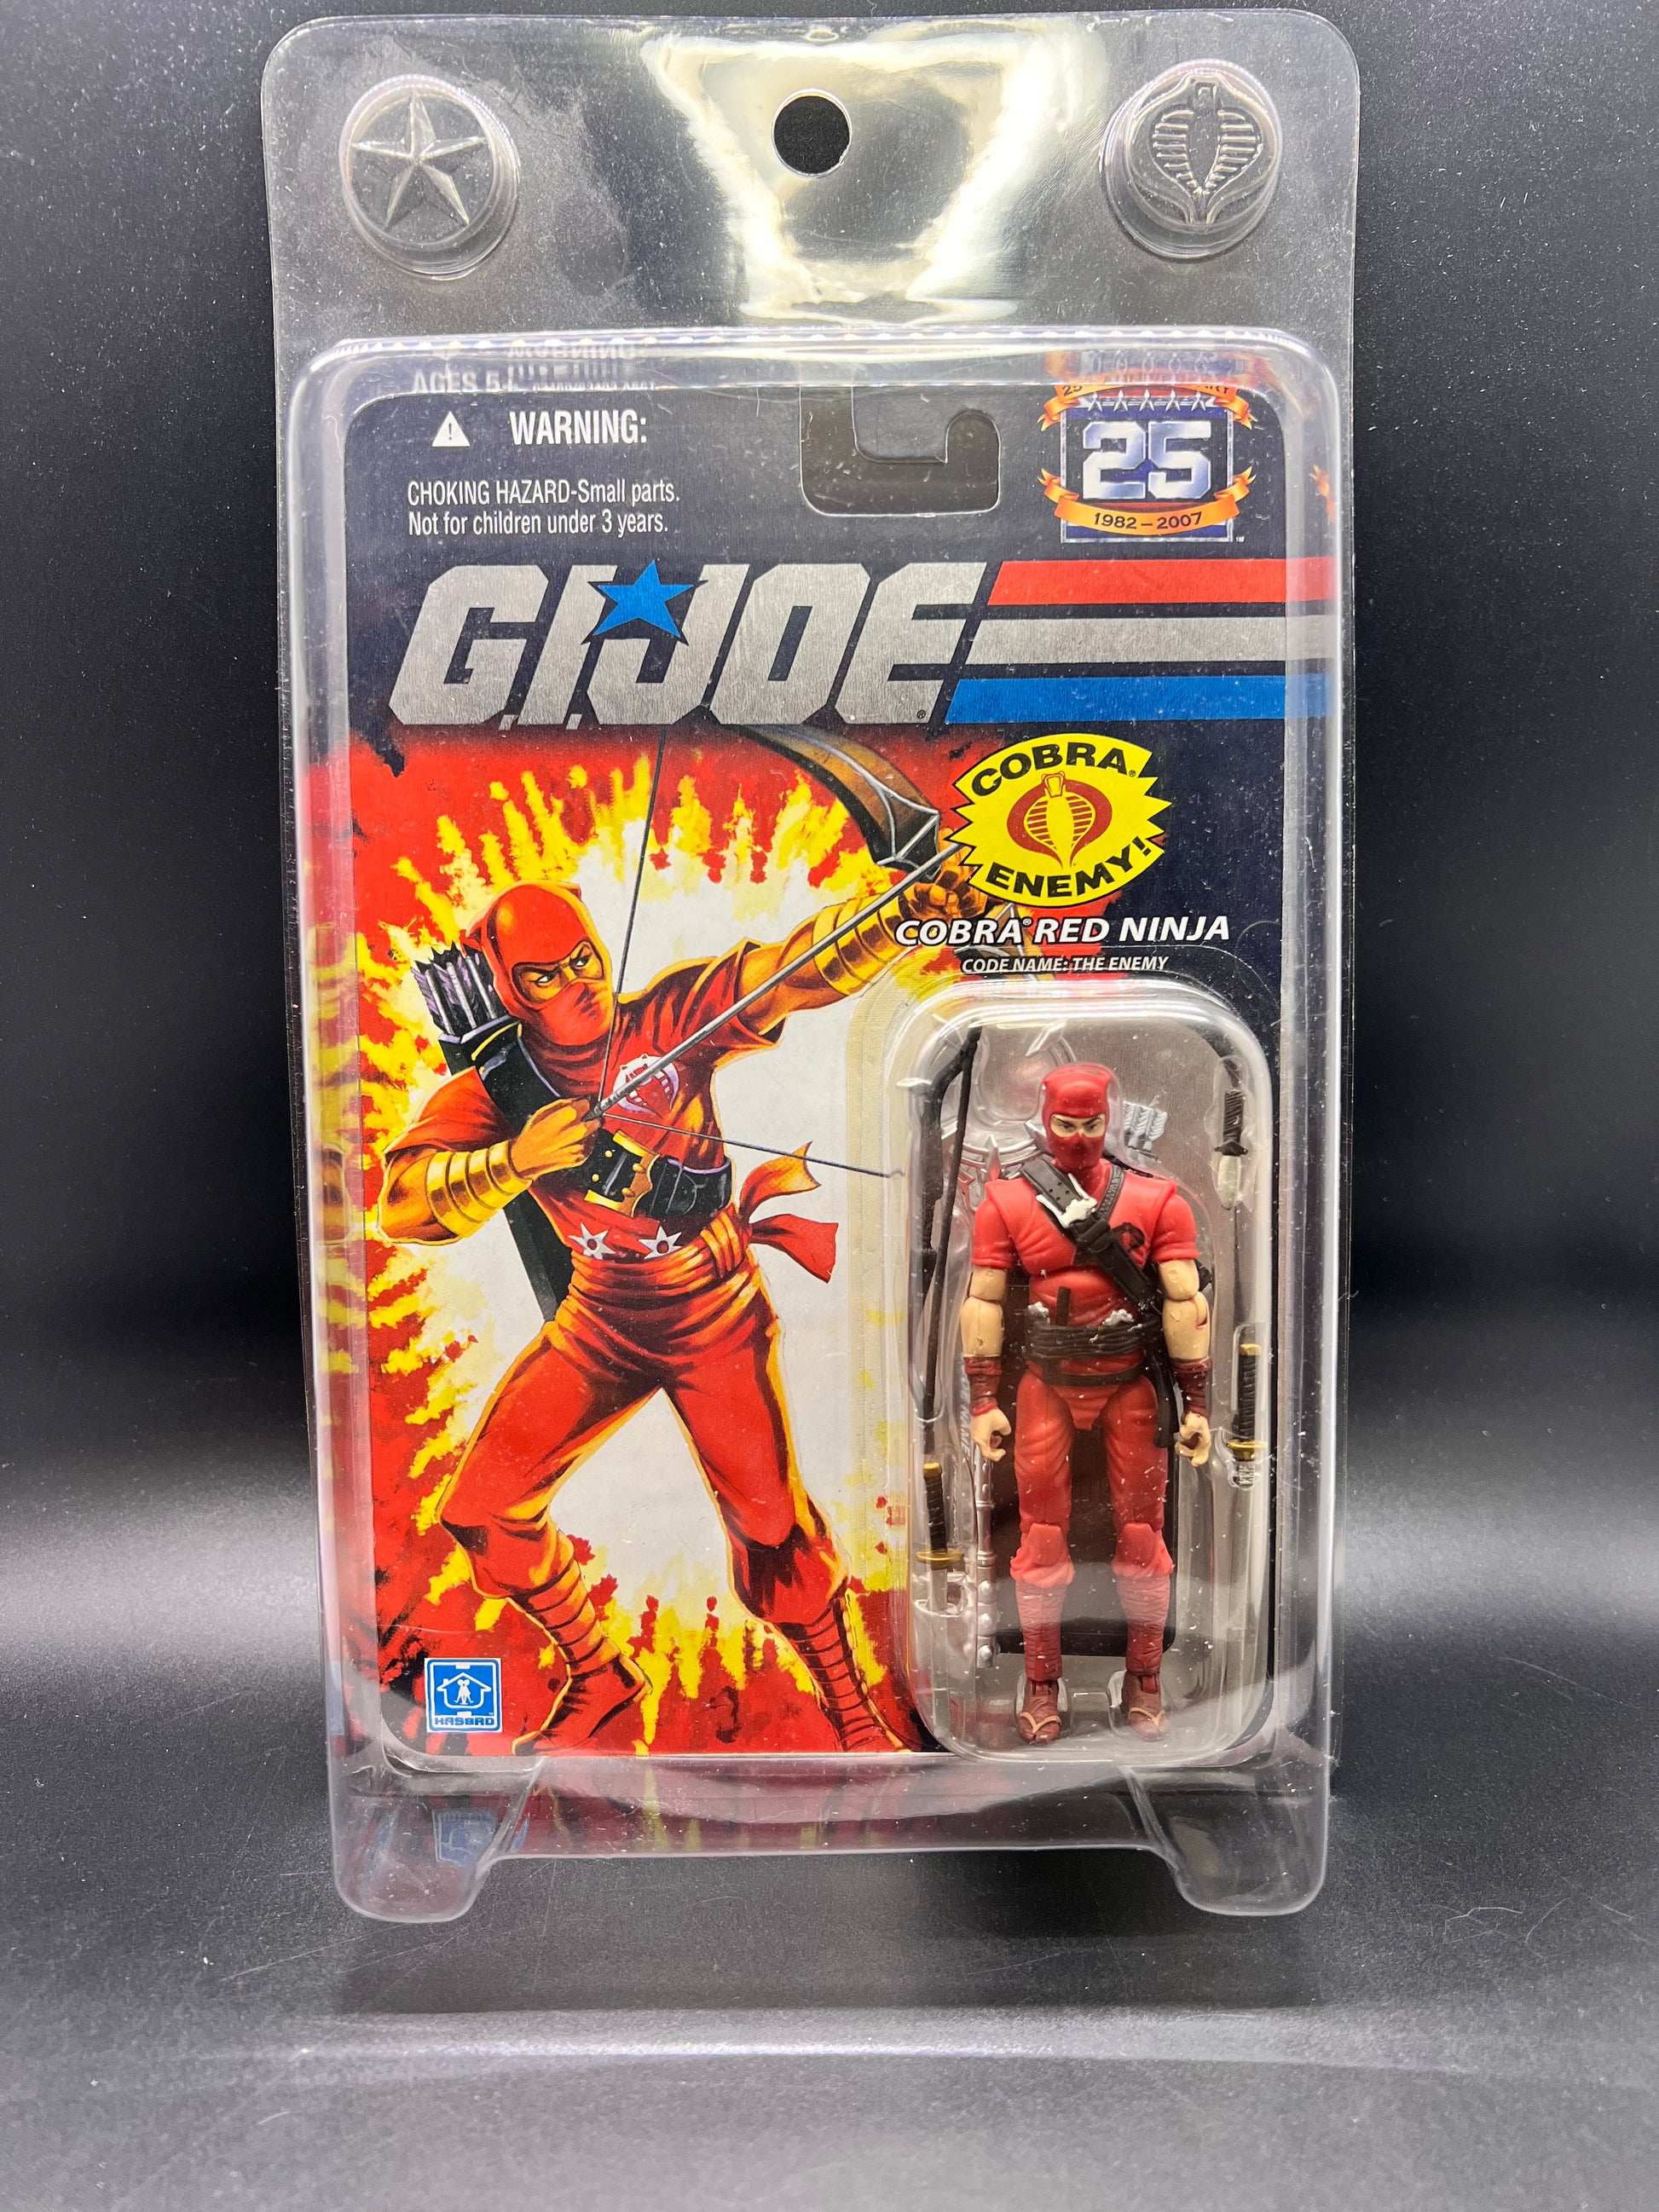 AGES 5+
WARNING:
CHOKING HAZARD-Small parts.
Not for children under 3 years.
25
1982-2007
™
G.I.JOE
®
COBRA®
ENEMY!
COBRA® RED NINJA
CODE NAME: THE ENEMY
HASBRO